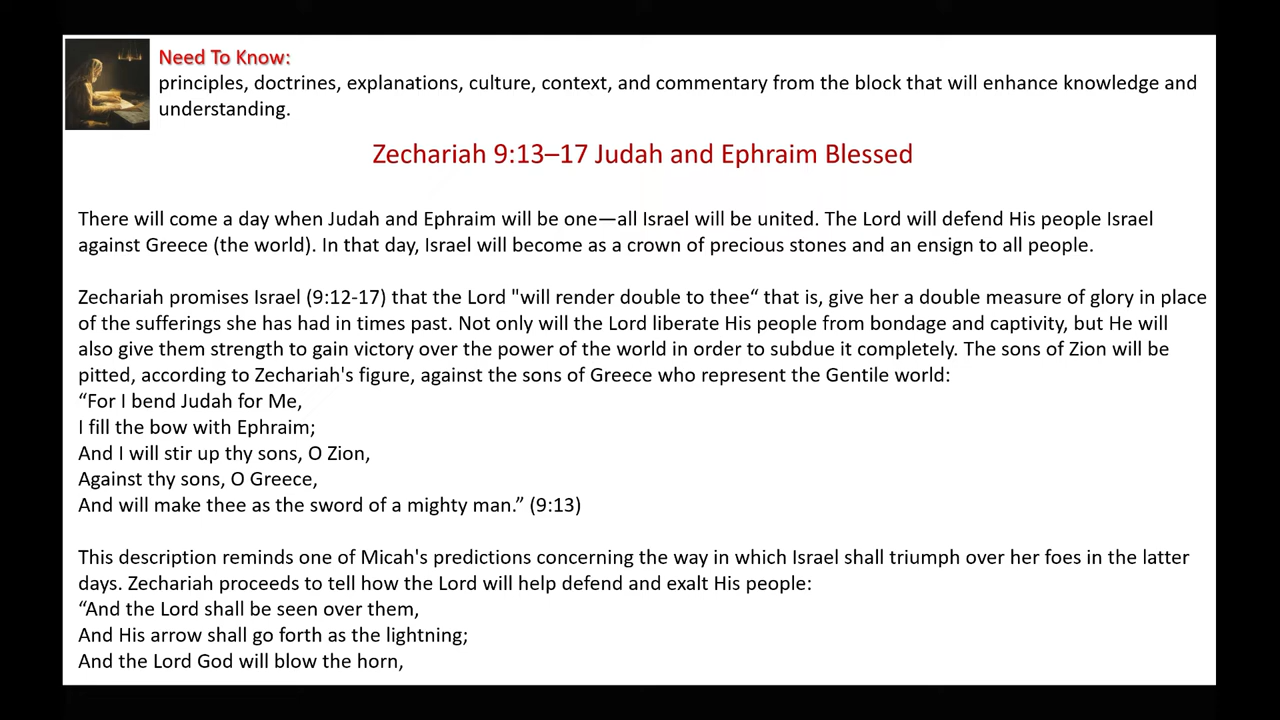 Need To Know:
principles, doctrines, explanations, culture, context, and commentary from the block that will enhance knowledge and
understanding.
Zechariah 9:13–17 Judah and Ephraim Blessed
There will come a day when Judah and Ephraim will be one—all Israel will be united. The Lord will defend His people Israel
against Greece (the world). In that day, Israel will become as a crown of precious stones and an ensign to all people.
Zechariah promises Israel (9:12-17) that the Lord "will render double to thee“ that is, give her a double measure of glory in place
of the sufferings she has had in times past. Not only will the Lord liberate His people from bondage and captivity, but He will
also give them strength to gain victory over the power of the world in order to subdue it completely. The sons of Zion will be
pitted, according to Zechariah's figure, against the sons of Greece who represent the Gentile world:
“For I bend Judah for Me,
I fill the bow with Ephraim;
And I will stir up thy sons, O Zion,
Against thy sons, O Greece,
And will make thee as the sword of a mighty man.” (9:13)
This description reminds one of Micah's predictions concerning the way in which Israel shall triumph over her foes in the latter
days. Zechariah proceeds to tell how the Lord will help defend and exalt His people:
“And the Lord shall be seen over them,
And His arrow shall go forth as the lightning;
And the Lord God will blow the horn,